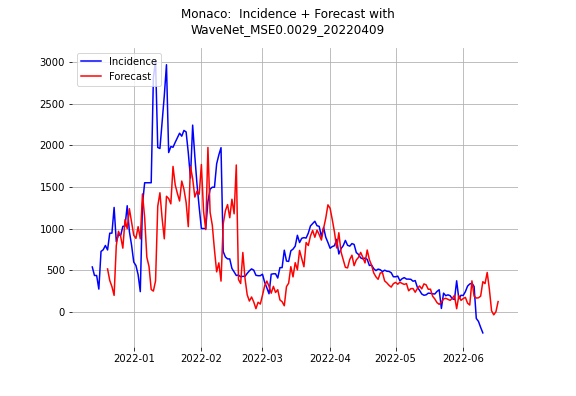 Monaco:  Incidence + Forecast with
WaveNet_MSE0.0029_20220409
Incidence
Forecast
3000
2500
2000
1500
1000
500
0
2022-01 2022-02 2022-03 2022-04 2022-05 2022-06